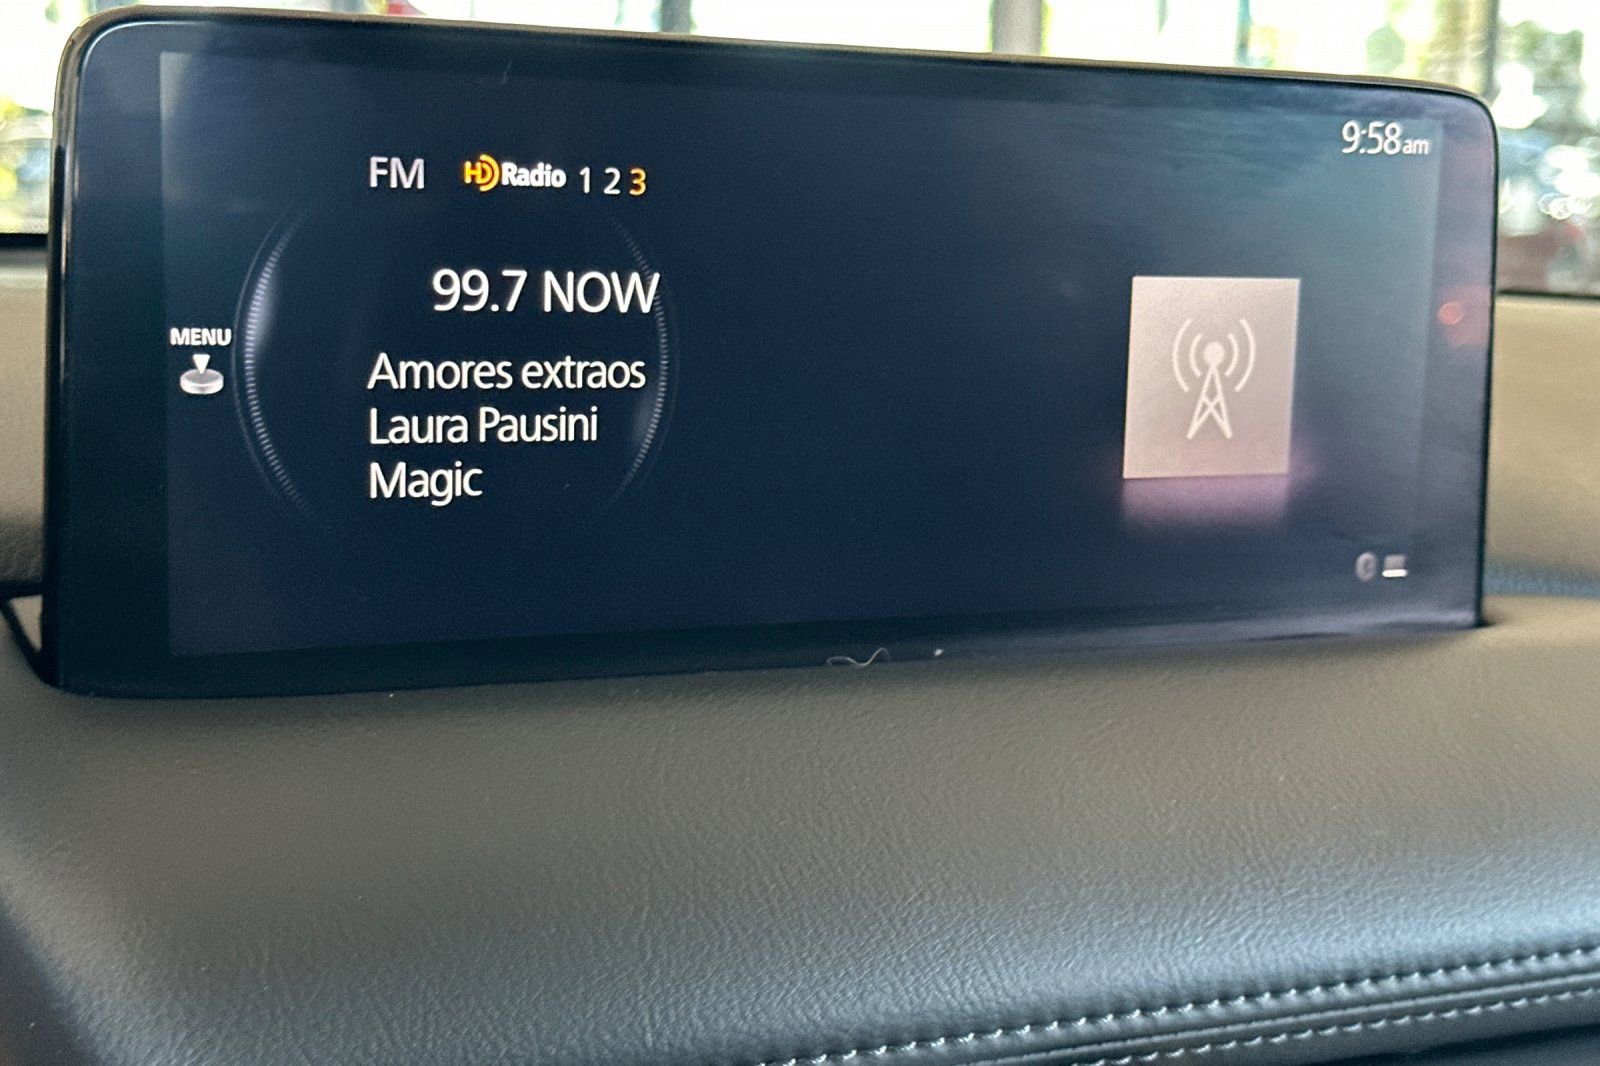 9:58am
FM HD Radio 1 2 3
99.7 NOW
MENU
Amores extraos
Laura Pausini
Magic